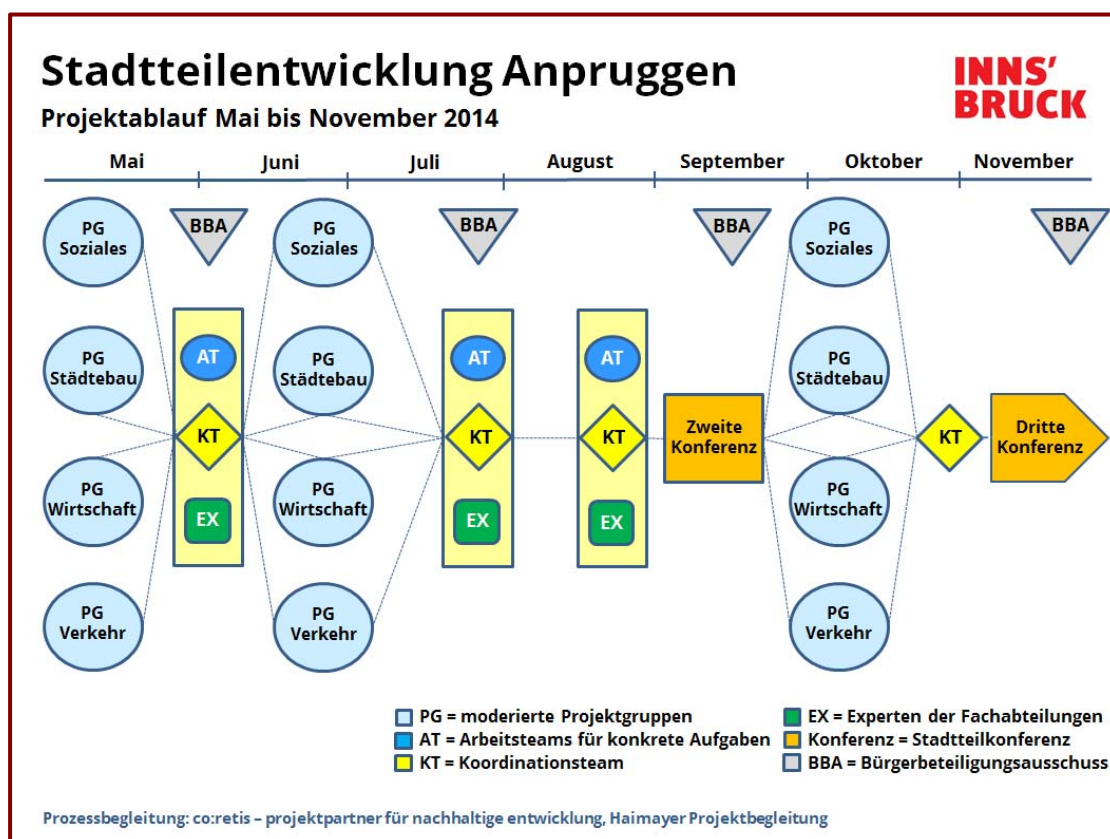 Stadtteilentwicklung Anpruggen
Projektablauf Mai bis November 2014
INNS'
BRUCK
Mai Juni Juli August September Oktober November
PG
Soziales
BBA
PG
Soziales
BBA
BBA
PG
Soziales
BBA
PG
Städtebau
AT
PG
Städtebau
AT
AT
PG
Städtebau
KT
KT
KT
Zweite
Konferenz
KT
Dritte
Konferenz
PG
Wirtschaft
EX
PG
Wirtschaft
EX
EX
PG
Wirtschaft
PG
Verkehr
PG
Verkehr
PG
Verkehr
PG = moderierte Projektgruppen
AT = Arbeitsteams für konkrete Aufgaben
KT = Koordinationsteam
EX = Experten der Fachabteilungen
Konferenz = Stadtteilkonferenz
BBA = Bürgerbeteiligungsausschuss
Prozessbegleitung: co:retis – projektpartner für nachhaltige entwicklung, Haimayer Projektbegleitung